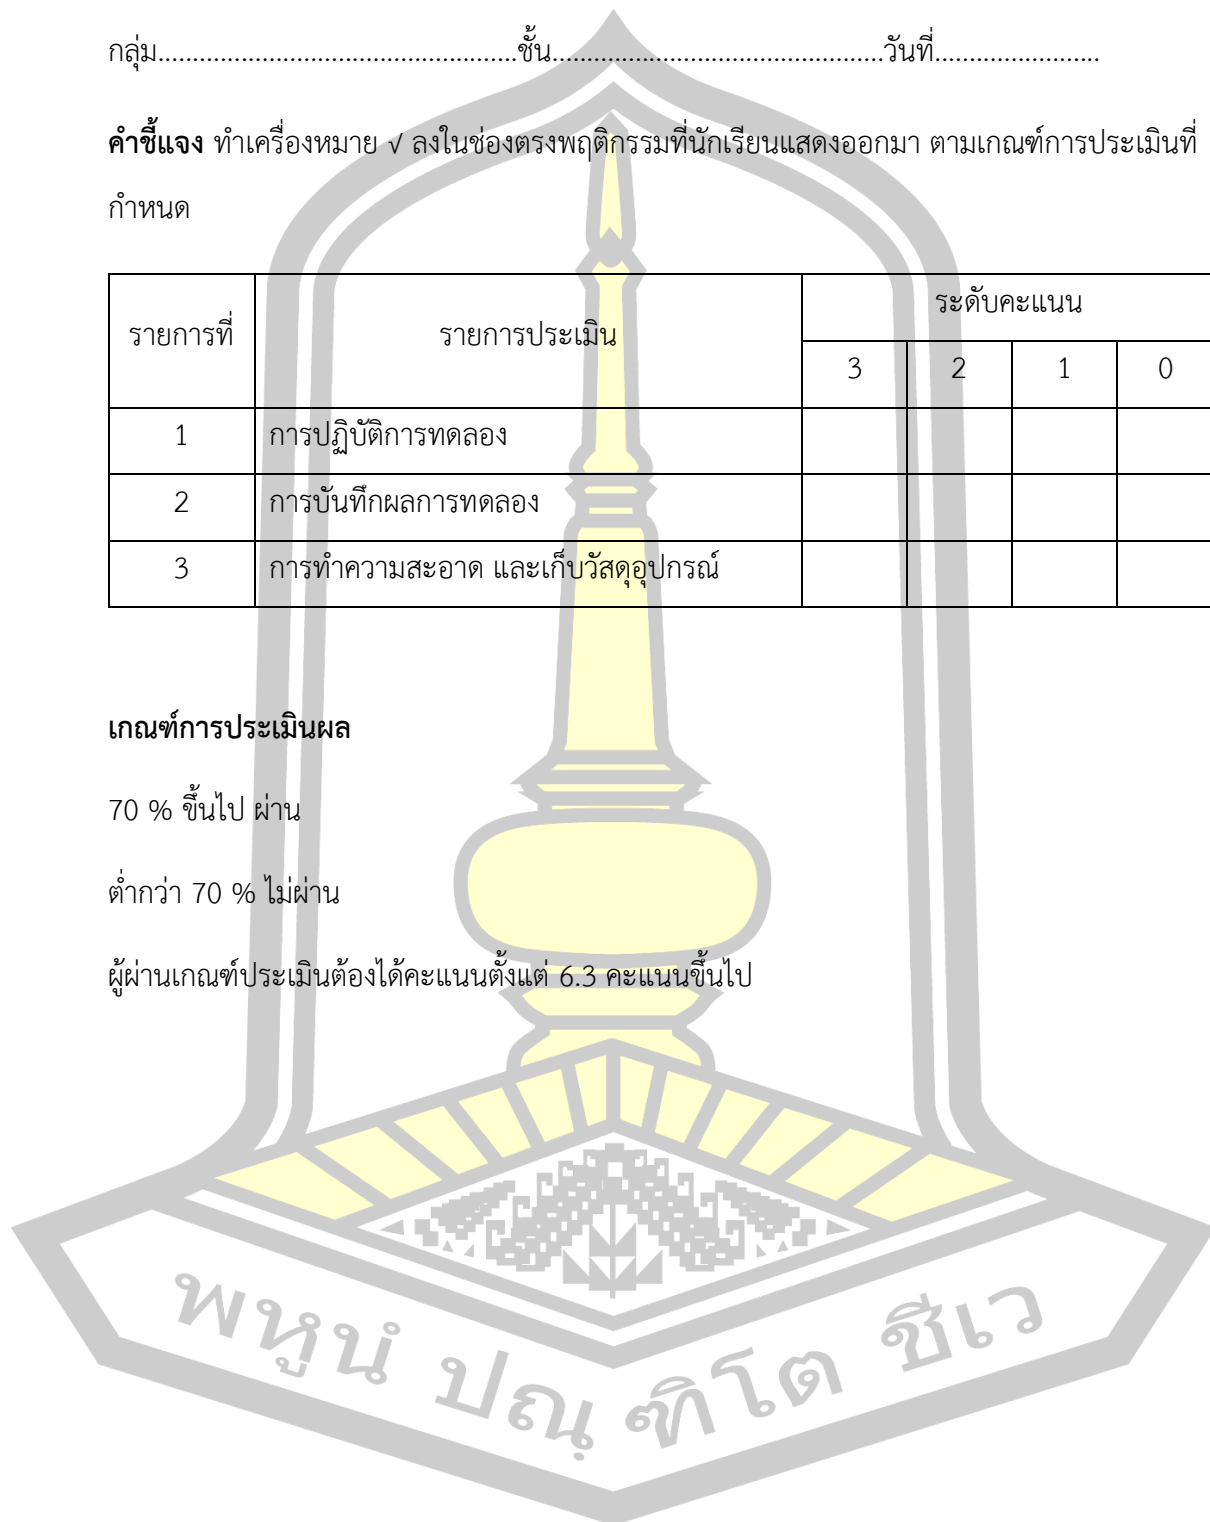 กลุ่ม....................................................ชั้น................................................วันที่........................
คำชี้แจง ทำเครื่องหมาย √ ลงในช่องตรงพฤติกรรมที่นักเรียนแสดงออกมา ตามเกณฑ์การประเมินที่
กำหนด
รายการที่ รายการประเมิน ระดับคะแนน
3 2 1 0
1 การปฏิบัติการทดลอง
2 การบันทึกผลการทดลอง
3 การทำความสะอาด และเก็บวัสดุอุปกรณ์
เกณฑ์การประเมินผล
70 % ขึ้นไป ผ่าน
ต่ำกว่า 70 % ไม่ผ่าน
ผู้ผ่านเกณฑ์ประเมินต้องได้คะแนนตั้งแต่ 6.3 คะแนนขึ้นไป
พหูนํ ปณฺฑิโต ชีเว